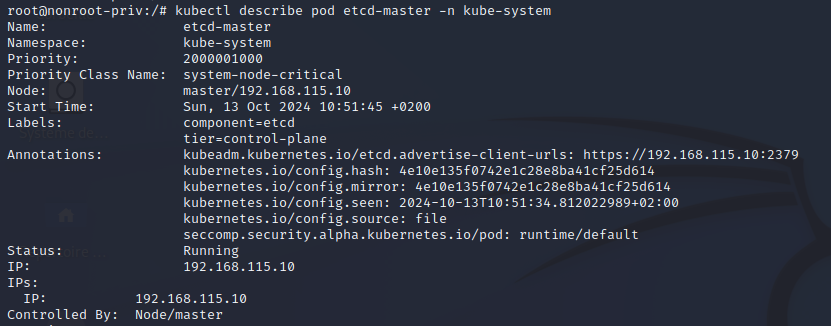 root@nonroot-priv:/# kubectl describe pod etcd-master -n kube-system
Name:                 etcd-master
Namespace:            kube-system
Priority:             2000001000
Priority Class Name:  system-node-critical
Node:                 master/192.168.115.10
Start Time:           Sun, 13 Oct 2024 10:51:45 +0200
Labels:               component=etcd
                      tier=control-plane
Annotations:          kubeadm.kubernetes.io/etcd.advertise-client-urls: https://192.168.115.10:2379
                      kubernetes.io/config.hash: 4e10e135f0742e1c28e8ba41cf25d614
                      kubernetes.io/config.mirror: 4e10e135f0742e1c28e8ba41cf25d614
                      kubernetes.io/config.seen: 2024-10-13T10:51:34.812022989+02:00
                      kubernetes.io/config.source: file
                      seccomp.security.alpha.kubernetes.io/pod: runtime/default
Status:               Running
IP:                   192.168.115.10
IPs:
  IP:           192.168.115.10
Controlled By:  Node/master